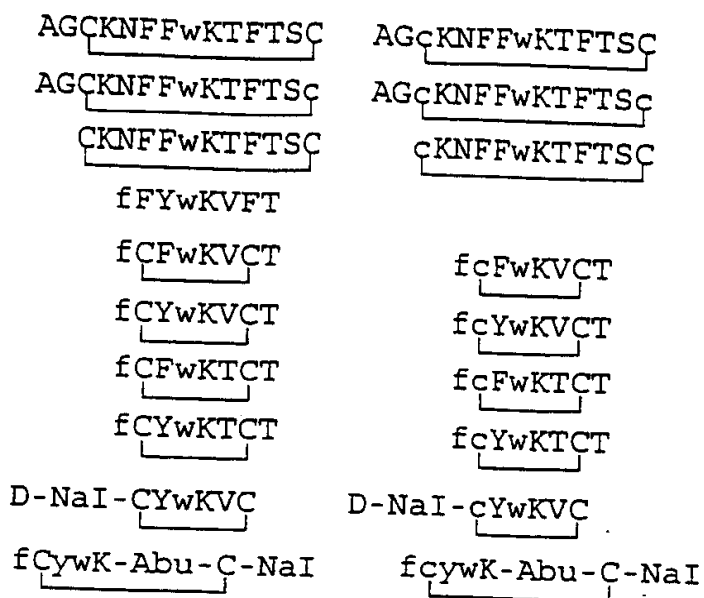 AGCKNFFwKTFTSC AGcKNFFwKTFTSC
AGCKNFFwKTFTSc AGcKNFFwKTFTSc
CKNFFwKTFTSC cKNFFwKTFTSC
fFYwKVFT
fCFwKVCT fcFwKVCT
fCYwKVCT fcYwKVCT
fCFwKTCT fcFwKTCT
fCYwKTCT fcYwKTCT
D-NaI-CYwKVC D-NaI-cYwKVC
fCywK-Abu-C-NaI fcywK-Abu-C-NaI